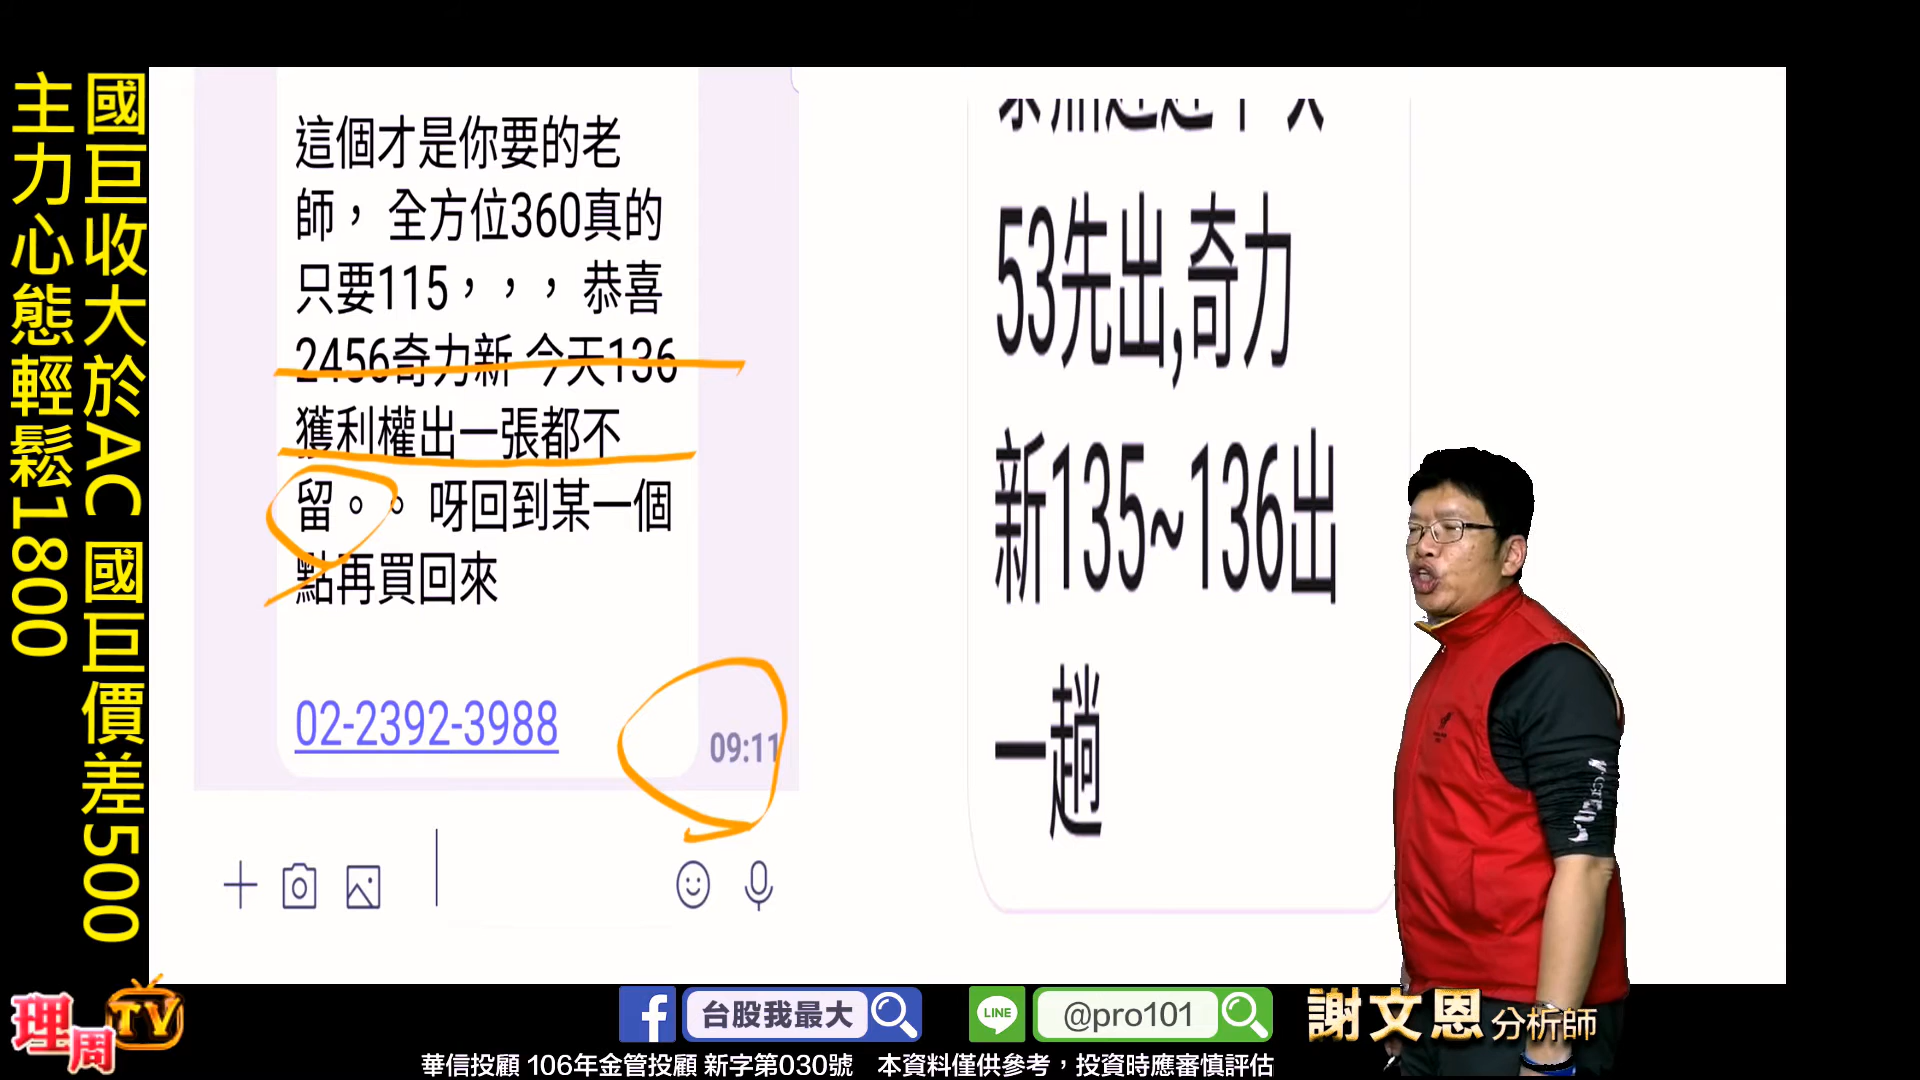 國巨收大於AC 國巨價差500
主力心態輕鬆1800
這個才是你要的老
師， 全方位360真的
只要115，，， 恭喜
2456奇力新 今天136
獲利權出一張都不
留。。 呀回到某一個
點再買回來
02-2392-3988
09:11
53先出,奇力
新135~136出
一趟
理周TV
台股我最大
LINE
@pro101
謝文恩 分析師
華信投顧 106年金管投顧 新字第030號 本資料僅供參考，投資時應審慎評估